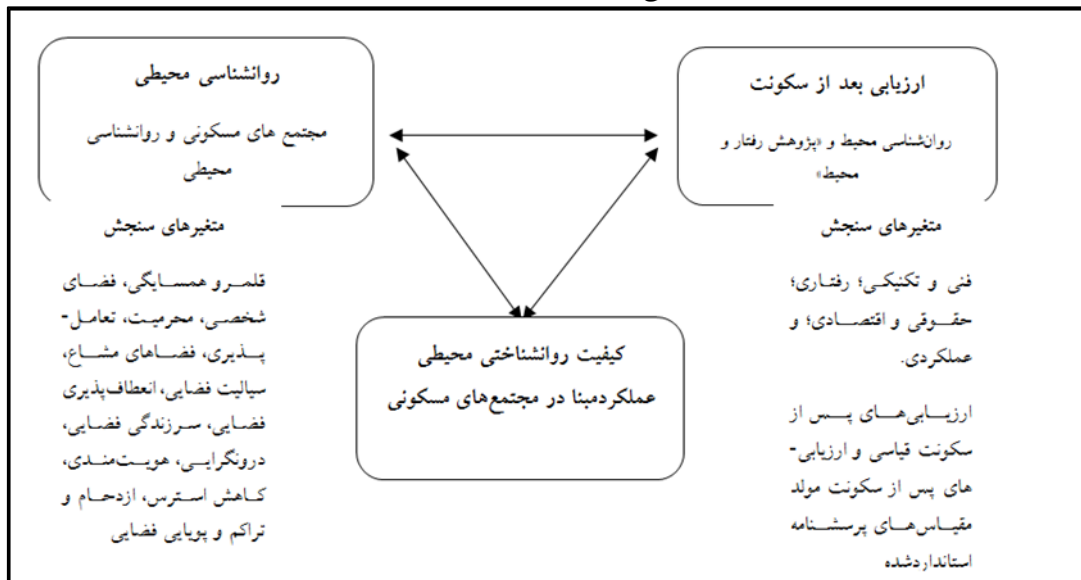 ارزیابی بعد از سکونت
روان‌شناسی محیط و «پژوهش رفتار و
محیط»
متغیرهای سنجش
فنی و تکنیکی؛ رفتاری؛
حقوقی و اقتصادی؛ و
عملکردی.
ارزیابی‌های پس از
سکونت قیاسی و ارزیابی-
های پس از سکونت مولد
مقیاس‌های پرسشنامه
استانداردشده
روانشناسی محیطی
مجتمع های مسکونی و روانشناسی
محیطی
متغیرهای سنجش
قلمرو همسایگی، فضای
شخصی، محرمیت، تعامل-
پذیری، فضاهای مشاع،
سیالیت فضایی، انعطاف‌پذیری
فضایی، سرزندگی فضایی،
درونگرایی، هویت‌مندی،
کاهش استرس، ازدحام و
تراکم و پویایی فضایی
کیفیت روانشناختی محیطی
عملکردمبنا در مجتمع‌های مسکونی